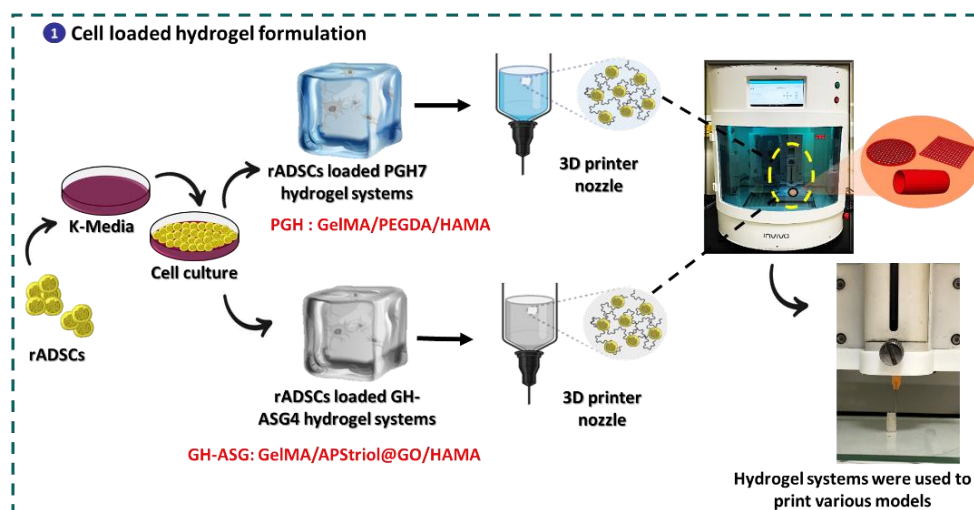 1 Cell loaded hydrogel formulation
K-Media
Cell culture
rADSCs
rADSCs loaded PGH7
hydrogel systems
PGH : GelMA/PEGDA/HAMA
3D printer
nozzle
rADSCs loaded GH-
ASG4 hydrogel systems
GH-ASG: GelMA/APStriol@GO/HAMA
3D printer
nozzle
INVIVO
Hydrogel systems were used to
print various models